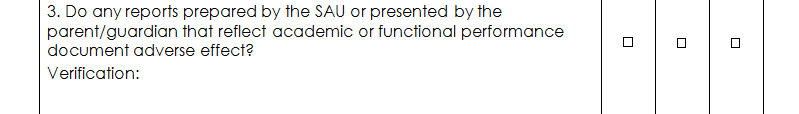 3. Do any reports prepared by the SAU or presented by the
parent/guardian that reflect academic or functional performance
document adverse effect?
Verification: